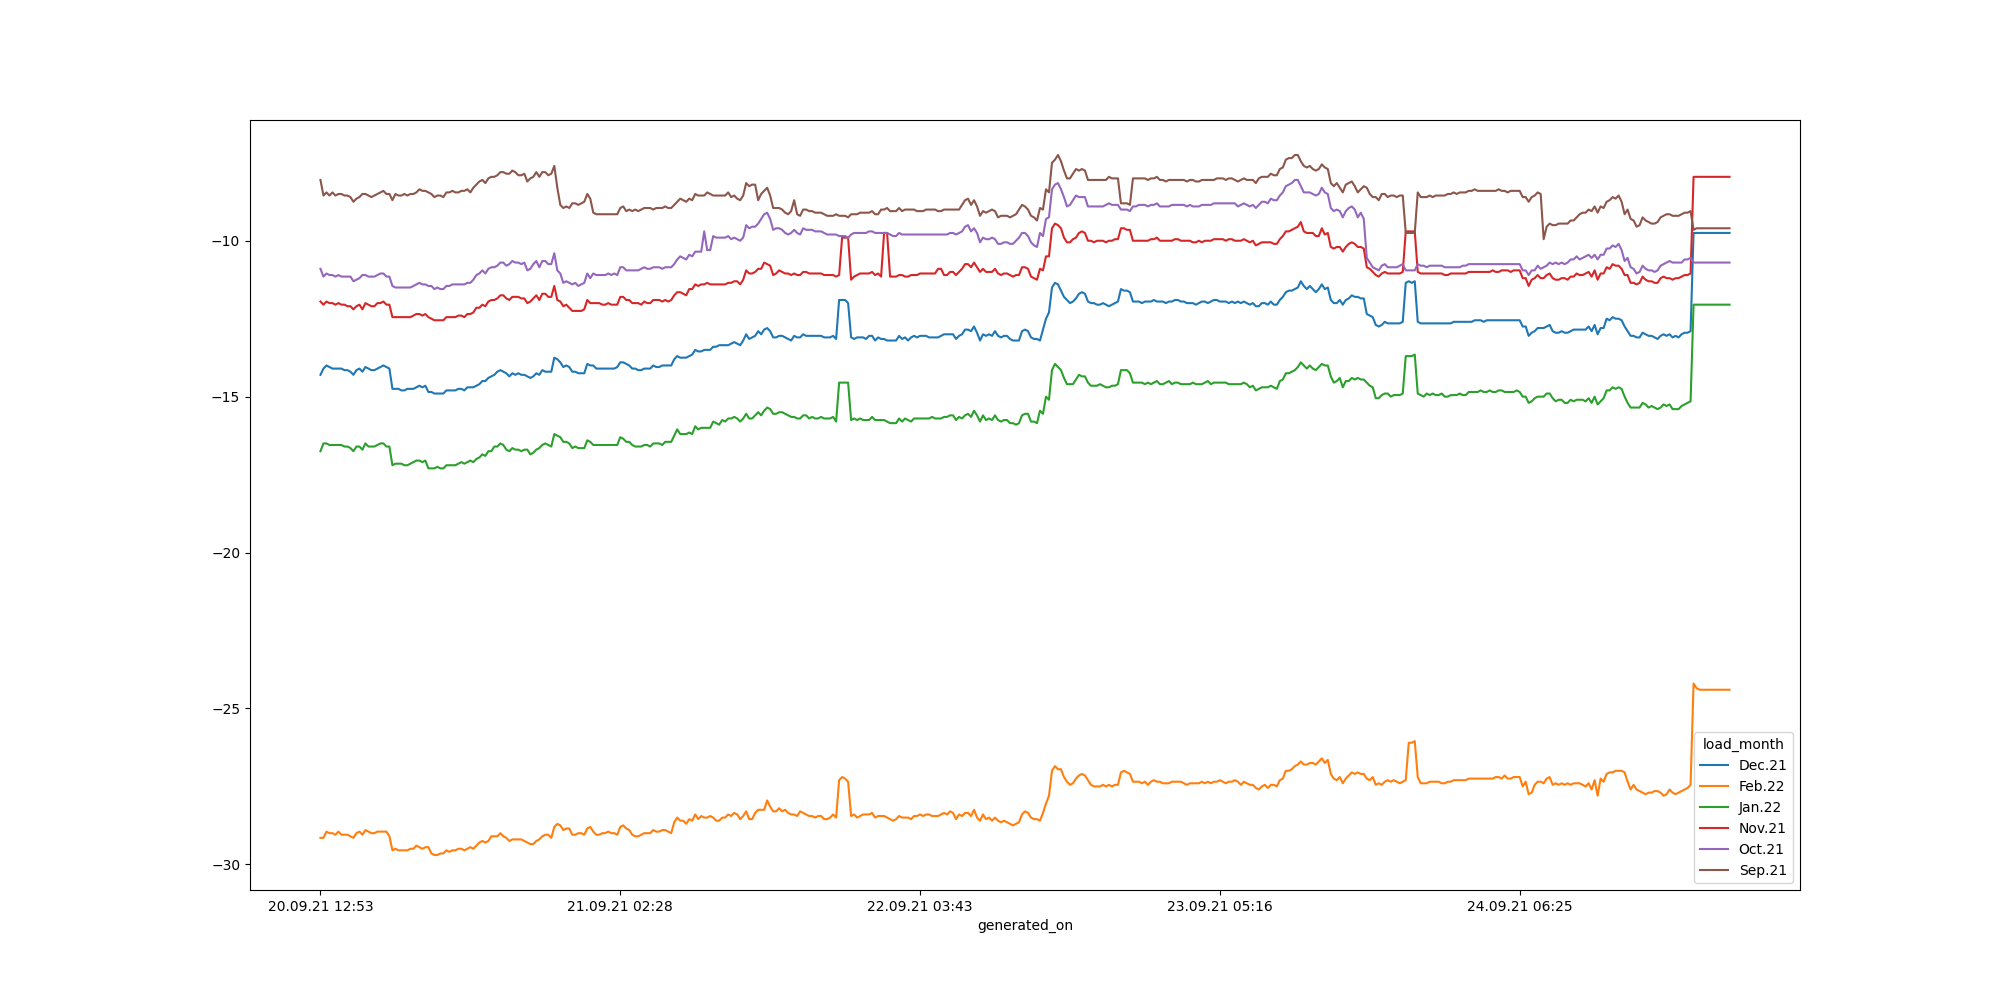 −10
−15
−20
−25
−30
load_month
Dec.21
Feb.22
Jan.22
Nov.21
Oct.21
Sep.21
20.09.21 12:53
21.09.21 02:28
22.09.21 03:43
23.09.21 05:16
24.09.21 06:25
generated_on